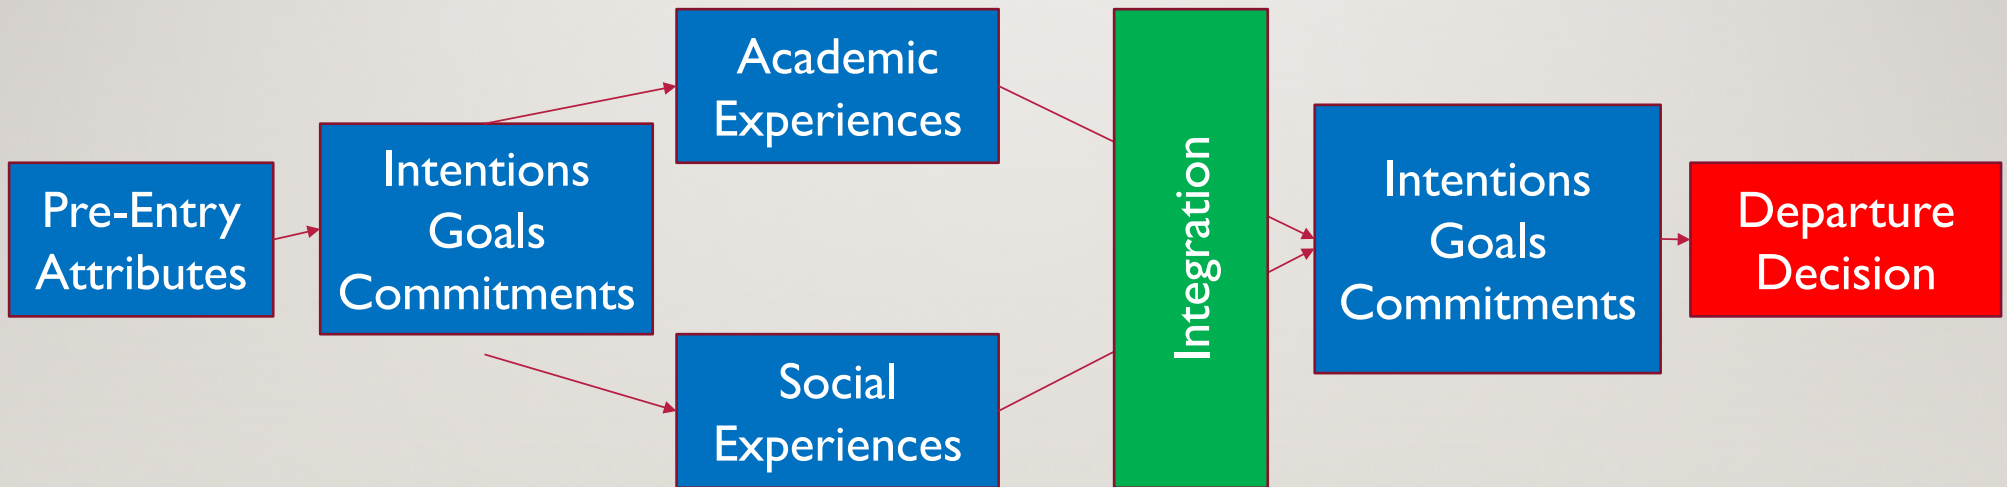 Pre-Entry
Attributes
Intentions
Goals
Commitments
Academic
Experiences
Social
Experiences
Integration
Intentions
Goals
Commitments
Departure
Decision